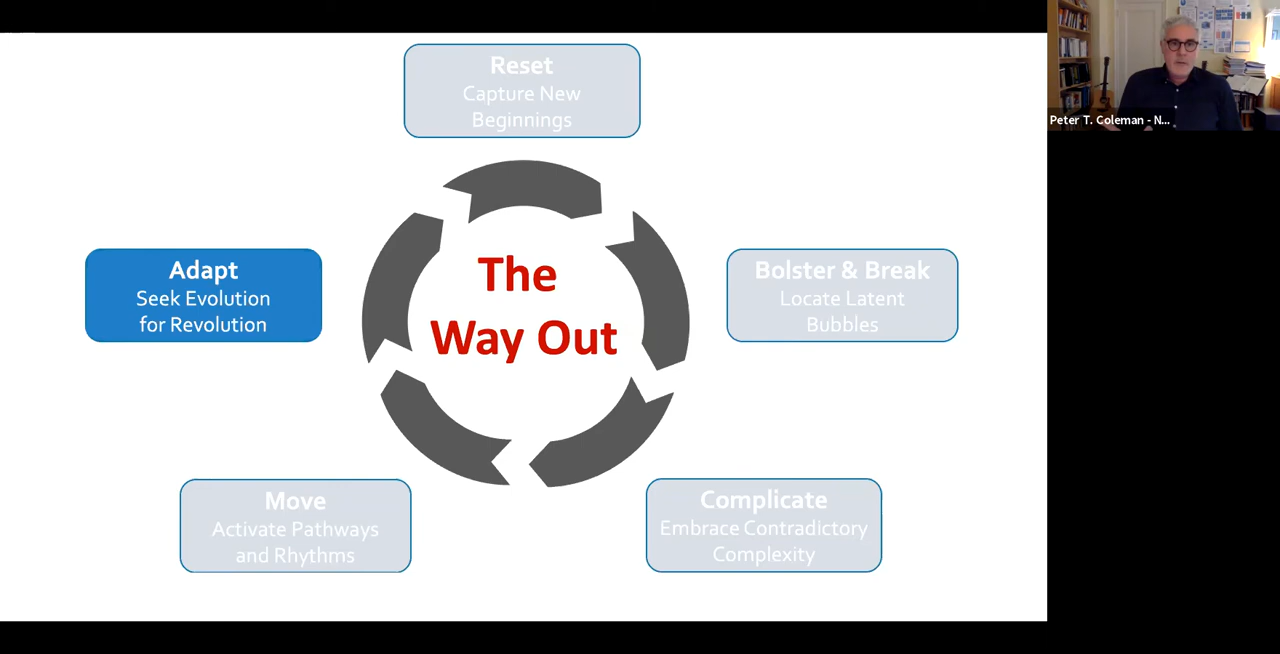 Reset
Capture New
Beginnings
Peter T. Coleman - N...
Adapt
Seek Evolution
for Revolution
The
Way Out
Bolster & Break
Locate Latent
Bubbles
Move
Activate Pathways
and Rhythms
Complicate
Embrace Contradictory
Complexity